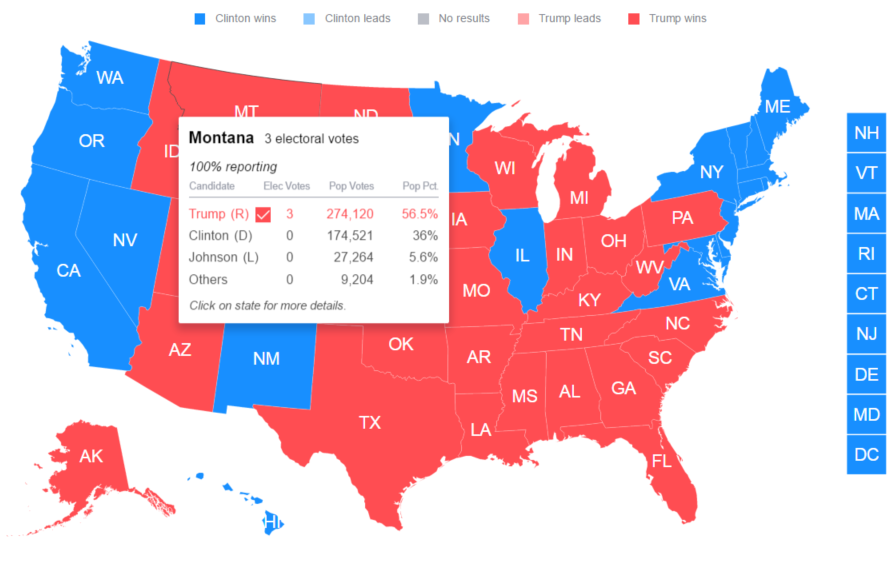 Clinton wins Clinton leads No results Trump leads Trump wins
WA
ME
MT
ND
NH
OR
ID
N
NY
VT
WI
MI
MA
IA
PA
NV
OH
RI
CA
IL
IN
WV
VA
CT
MO
KY
NC
NJ
AZ
NM
OK
TN
AR
SC
DE
MS
AL
GA
TX
LA
MD
AK
FL
DC
HI
Montana 3 electoral votes
100% reporting
Candidate Elec Votes Pop Votes Pop Pct.
Trump (R) 3 274,120 56.5%
Clinton (D) 0 174,521 36%
Johnson (L) 0 27,264 5.6%
Others 0 9,204 1.9%
Click on state for more details.